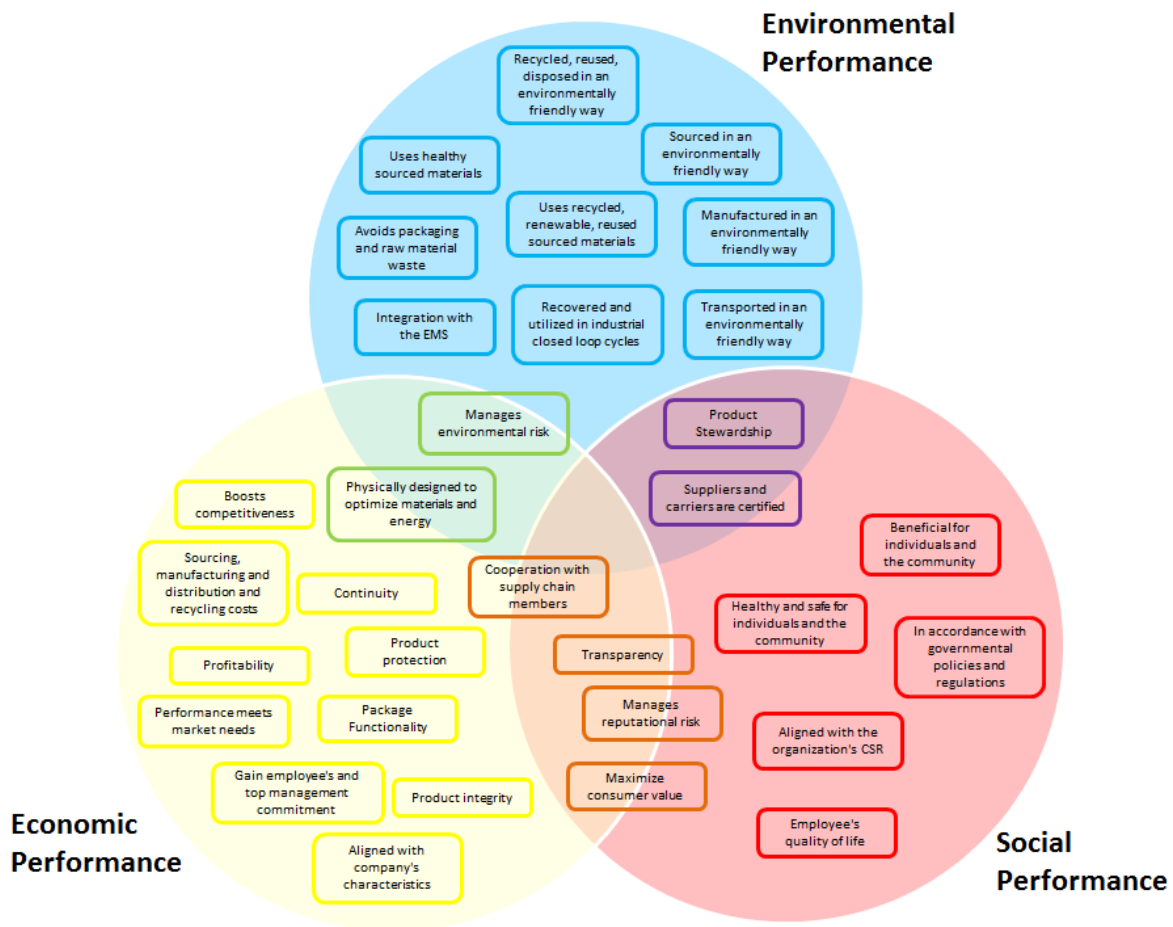 Environmental
Performance
Recycled, reused,
disposed in an
environmentally
friendly way
Uses healthy
sourced materials
Sourced in an
environmentally
friendly way
Uses recycled,
renewable, reused
sourced materials
Manufactured in an
environmentally
friendly way
Avoids packaging
and raw material
waste
Integration with
the EMS
Recovered and
utilized in industrial
closed loop cycles
Transported in an
environmentally
friendly way
Manages
environmental risk
Product
Stewardship
Physically designed to
optimize materials and
energy
Suppliers and
carriers are certified
Boosts
competitiveness
Sourcing,
manufacturing and
distribution and
recycling costs
Continuity
Cooperation with
supply chain
members
Beneficial for
individuals and
the community
Healthy and safe for
individuals and the
community
In accordance with
governmental
policies and
regulations
Product
protection
Profitability
Transparency
Performance meets
market needs
Package
Functionality
Manages
reputational risk
Aligned with the
organization's CSR
Gain employee's and
top management
commitment
Product integrity
Maximize
consumer value
Employee's
quality of life
Aligned with
company's
characteristics
Economic
Performance
Social
Performance